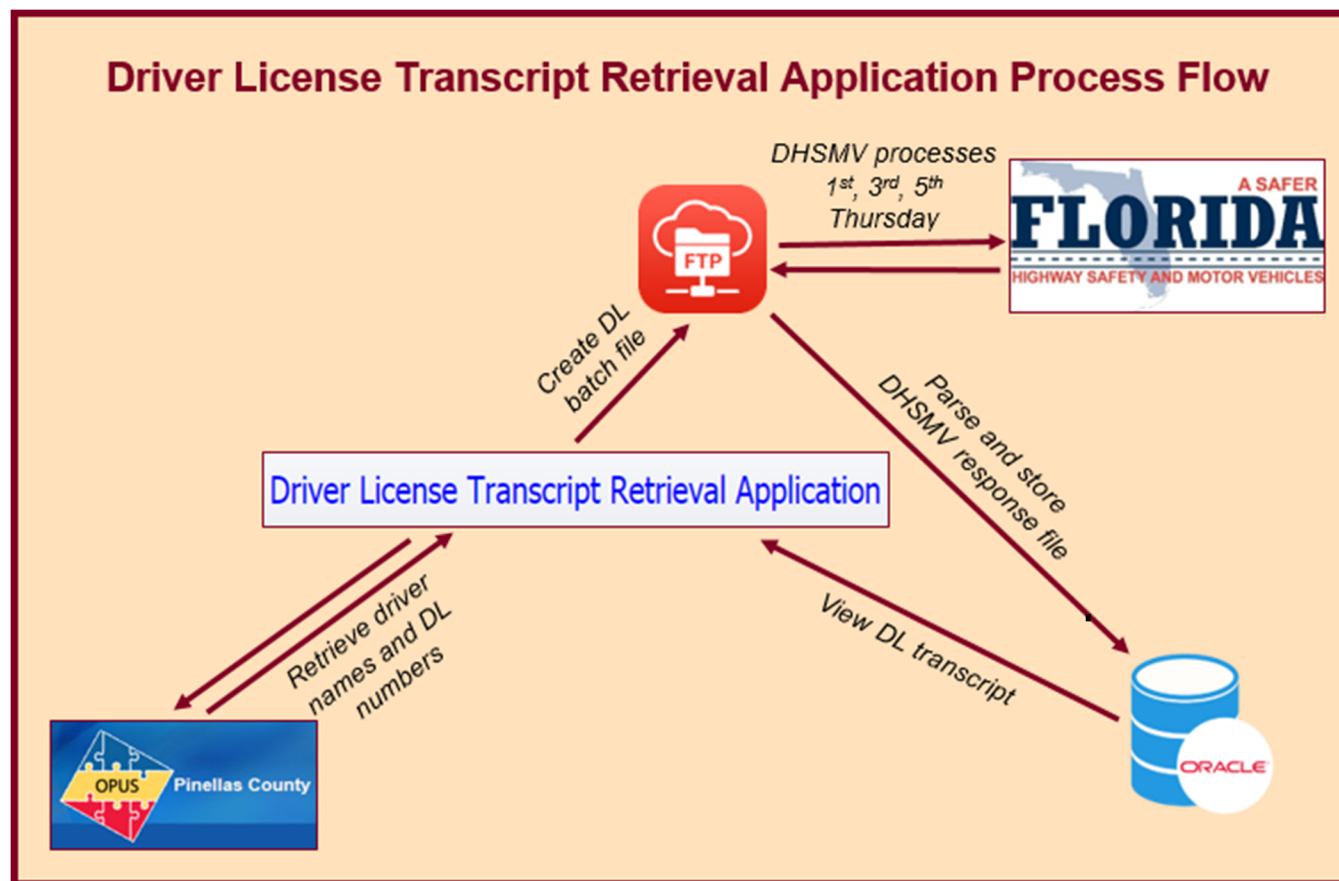 Driver License Transcript Retrieval Application Process Flow
DHSMV processes
1st, 3rd, 5th
Thursday
A SAFER
FLORIDA
HIGHWAY SAFETY AND MOTOR VEHICLES
FTP
Create DL
batch file
Parse and store
DHSMV response file
Driver License Transcript Retrieval Application
Retrieve driver
names and DL
numbers
View DL transcript
OPUS
Pinellas County
ORACLE